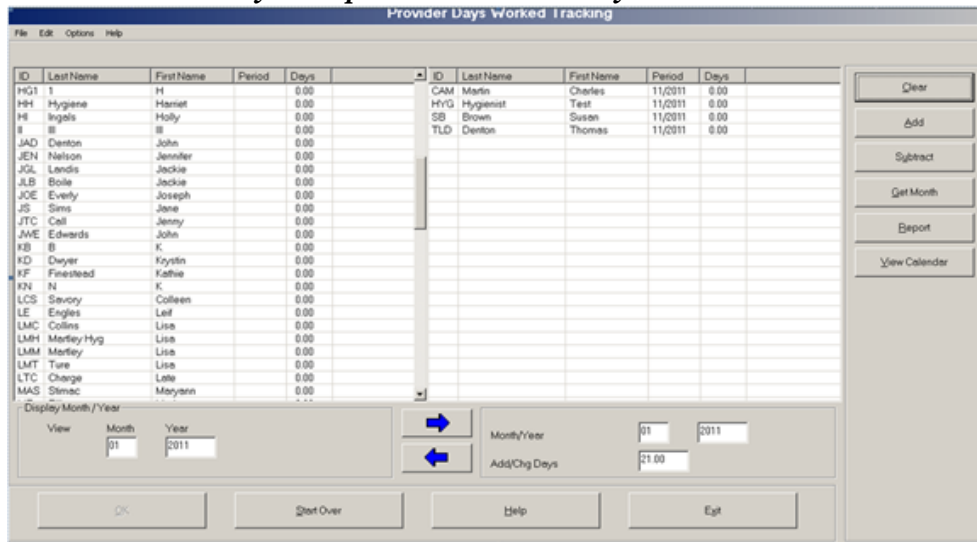 Provider Days Worked Tracking
File Edit Options Help
ID Last Name First Name Period Days
HG1 1 H 0.00
HH Hygiene Harriet 0.00
HI Ingals Holly 0.00
II III III 0.00
JAD Denton John 0.00
JEN Nelson Jennifer 0.00
JGL Landis Jackie 0.00
JLB Boile Jackie 0.00
JOE Everly Joseph 0.00
JS Sims Jane 0.00
JTC Call Jenny 0.00
JWE Edwards John 0.00
KB B K 0.00
KD Dwyer Krystin 0.00
KF Finestead Kathie 0.00
KN N K 0.00
LCS Savory Colleen 0.00
LE Engles Leif 0.00
LMC Collins Lisa 0.00
LMH Martley Hyg Lisa 0.00
LMM Martley Lisa 0.00
LMT Ture Lisa 0.00
LTC Charge Late 0.00
MAS Stimac Maryann 0.00
ID Last Name First Name Period Days
CAM Martin Charles 11/2011 0.00
HYG Hygienist Test 11/2011 0.00
SB Brown Susan 11/2011 0.00
TLD Denton Thomas 11/2011 0.00
Clear
Add
Subtract
Get Month
Report
View Calendar
Display Month / Year
View Month Year
01 2011
Month/Year 01 2011
Add/Chg Days 21.00
OK Start Over Help Exit